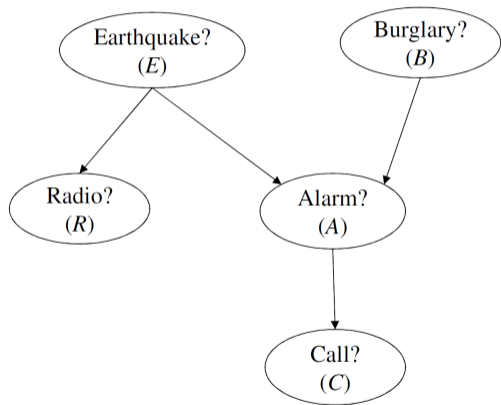 Earthquake?
(E)
Burglary?
(B)
Radio?
(R)
Alarm?
(A)
Call?
(C)